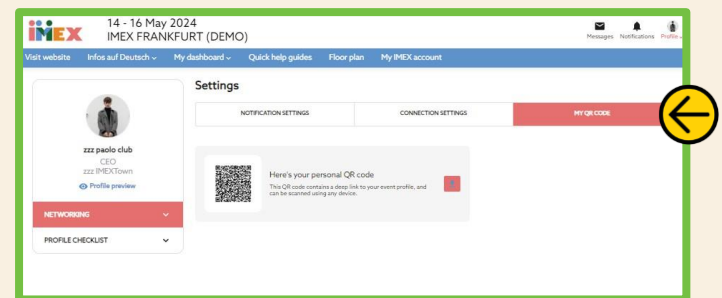 IMEX
14 - 16 May 2024
IMEX FRANKFURT (DEMO)
Messages Notifications Profile
Visit website Infos auf Deutsch My dashboard Quick help guides Floor plan My IMEX account
Settings
NOTIFICATION SETTINGS CONNECTION SETTINGS MY QR CODE
zzz paolo club
CEO
zzz IMEXTown
Profile preview
Here's your personal QR code
This QR code contains a deep link to your event profile, and
can be scanned using any device.
NETWORKING
PROFILE CHECKLIST